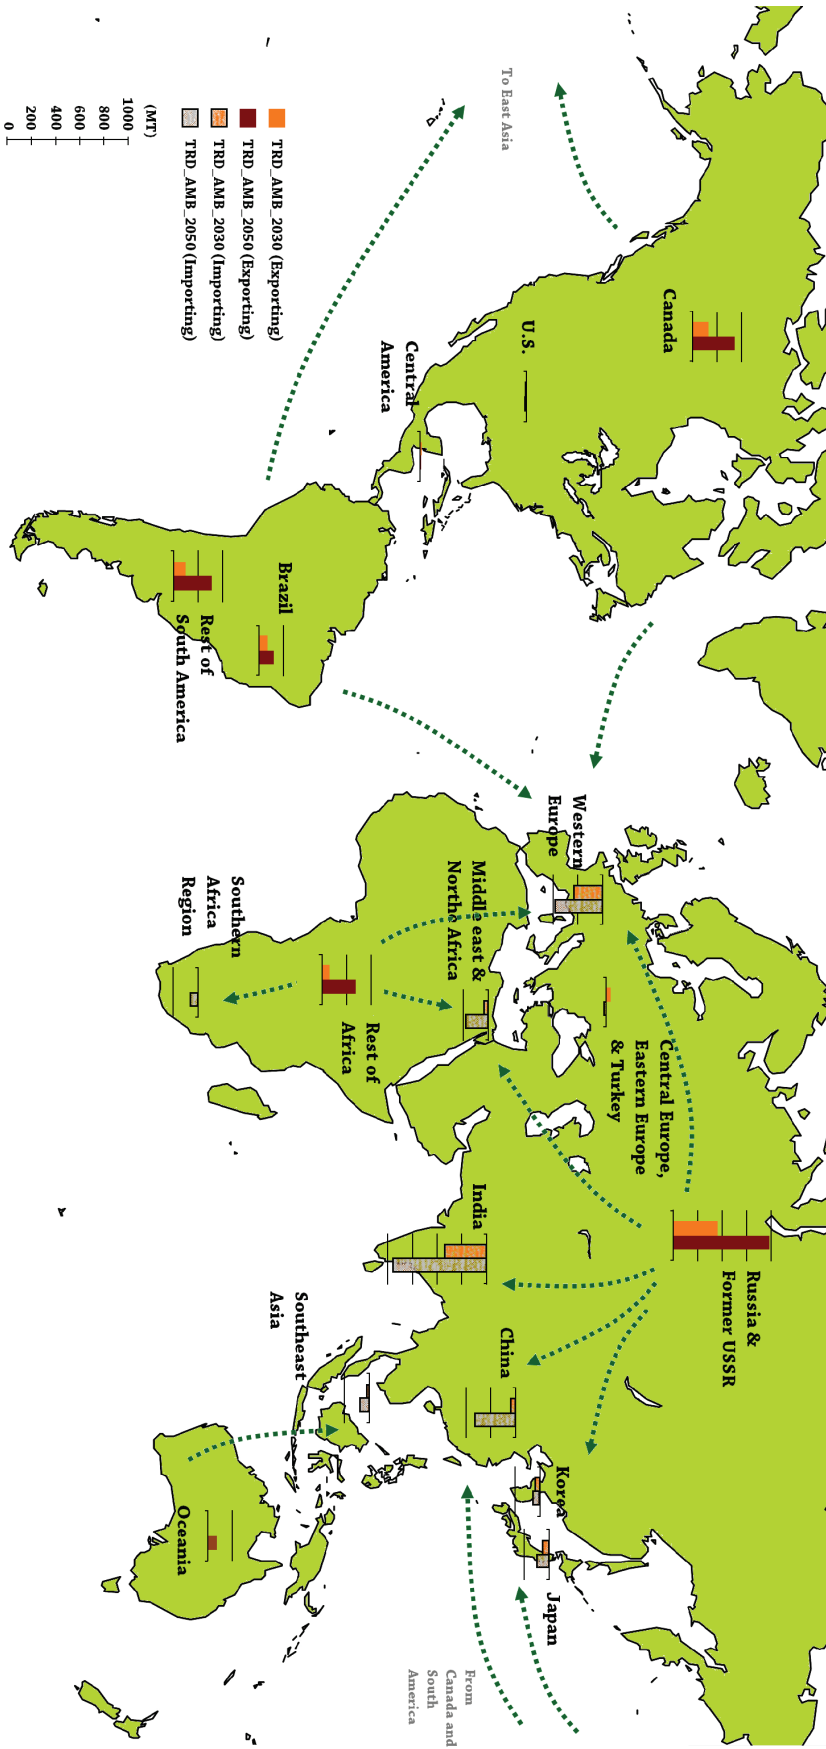 To East Asia
Canada
U.S.
Central
America
(MT)
1000
800
600
400
200
0
TRD_AMB_2030 (Exporting)
TRD_AMB_2050 (Exporting)
TRD_AMB_2030 (Importing)
TRD_AMB_2050 (Importing)
Brazil
Rest of
South America
Western
Europe
Middle east &
Northe Africa
Southern
Africa
Region
Rest of
Africa
Central Europe,
Eastern Europe
& Turkey
Russia &
Former USSR
India
China
Southeast
Asia
Korea
Japan
Oceania
From
Canada and
South
America